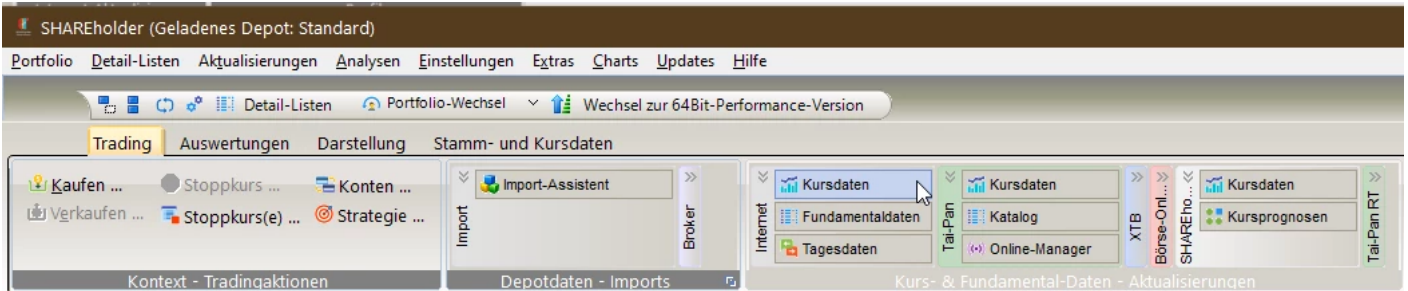 SHAREholder (Geladenes Depot: Standard)
Portfolio Detail-Listen Aktualisierungen Analysen Einstellungen Extras Charts Updates Hilfe
Detail-Listen Portfolio-Wechsel Wechsel zur 64Bit-Performance-Version
Trading Auswertungen Darstellung Stamm- und Kursdaten
Kaufen ... Stoppkurs ... Konten ...
Verkaufen ... Stoppkurs(e) ... Strategie ...
Kontext - Tradingaktionen
Import
Import-Assistent
Broker
Depotdaten - Imports
Internet
Kursdaten
Fundamentaldaten
Tagesdaten
Tai-Pan
Kursdaten
Katalog
Online-Manager
XTB
Börse-Onl...
SHAREho...
Kursdaten
Kursprognosen
Tai-Pan RT
Kurs- & Fundamental-Daten - Aktualisierungen